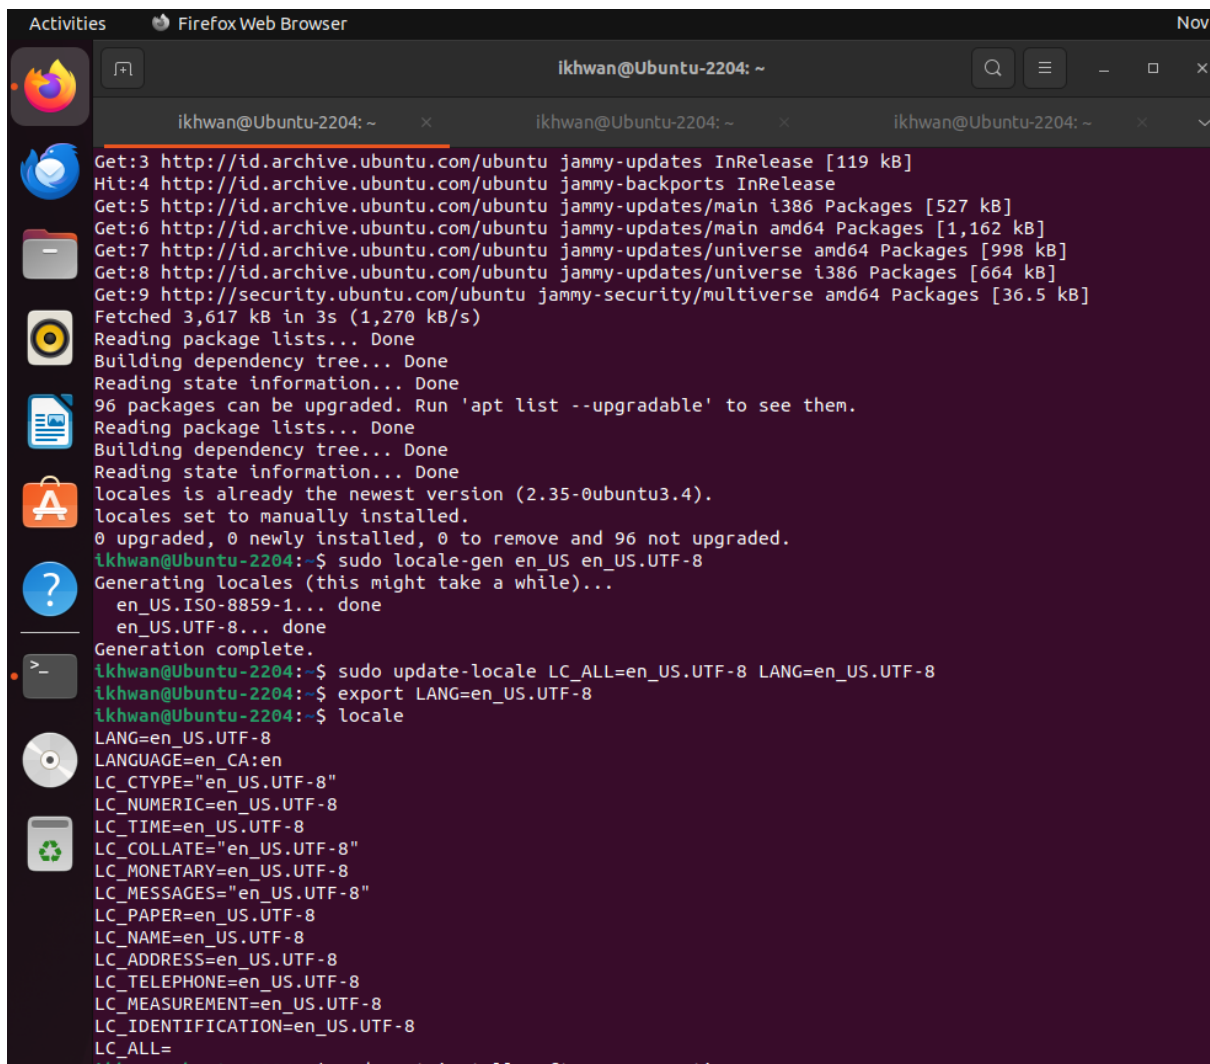 Activities Firefox Web Browser Nov
ikhwan@Ubuntu-2204: ~
ikhwan@Ubuntu-2204: ~ ikhwan@Ubuntu-2204: ~ ikhwan@Ubuntu-2204: ~
Get:3 http://id.archive.ubuntu.com/ubuntu jammy-updates InRelease [119 kB]
Hit:4 http://id.archive.ubuntu.com/ubuntu jammy-backports InRelease
Get:5 http://id.archive.ubuntu.com/ubuntu jammy-updates/main i386 Packages [527 kB]
Get:6 http://id.archive.ubuntu.com/ubuntu jammy-updates/main amd64 Packages [1,162 kB]
Get:7 http://id.archive.ubuntu.com/ubuntu jammy-updates/universe amd64 Packages [998 kB]
Get:8 http://id.archive.ubuntu.com/ubuntu jammy-updates/universe i386 Packages [664 kB]
Get:9 http://security.ubuntu.com/ubuntu jammy-security/multiverse amd64 Packages [36.5 kB]
Fetched 3,617 kB in 3s (1,270 kB/s)
Reading package lists... Done
Building dependency tree... Done
Reading state information... Done
96 packages can be upgraded. Run 'apt list --upgradable' to see them.
Reading package lists... Done
Building dependency tree... Done
Reading state information... Done
locales is already the newest version (2.35-0ubuntu3.4).
locales set to manually installed.
0 upgraded, 0 newly installed, 0 to remove and 96 not upgraded.
ikhwan@Ubuntu-2204:~$ sudo locale-gen en_US en_US.UTF-8
Generating locales (this might take a while)...
  en_US.ISO-8859-1... done
  en_US.UTF-8... done
Generation complete.
ikhwan@Ubuntu-2204:~$ sudo update-locale LC_ALL=en_US.UTF-8 LANG=en_US.UTF-8
ikhwan@Ubuntu-2204:~$ export LANG=en_US.UTF-8
ikhwan@Ubuntu-2204:~$ locale
LANG=en_US.UTF-8
LANGUAGE=en_CA:en
LC_CTYPE="en_US.UTF-8"
LC_NUMERIC=en_US.UTF-8
LC_TIME=en_US.UTF-8
LC_COLLATE="en_US.UTF-8"
LC_MONETARY=en_US.UTF-8
LC_MESSAGES="en_US.UTF-8"
LC_PAPER=en_US.UTF-8
LC_NAME=en_US.UTF-8
LC_ADDRESS=en_US.UTF-8
LC_TELEPHONE=en_US.UTF-8
LC_MEASUREMENT=en_US.UTF-8
LC_IDENTIFICATION=en_US.UTF-8
LC_ALL=